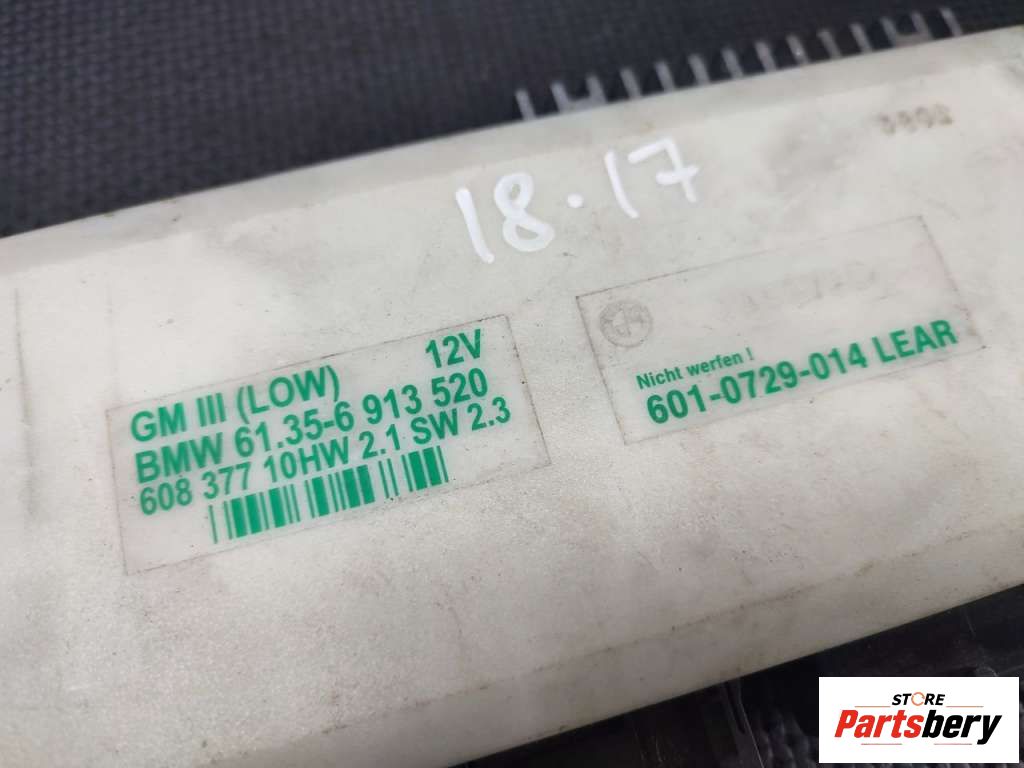 18.17
GM III (LOW) 12V
BMW 61.35-6 913 520
608 377 10HW 2.1 SW 2.3
Nicht werfen !
601-0729-014 LEAR
STORE
Partsbery